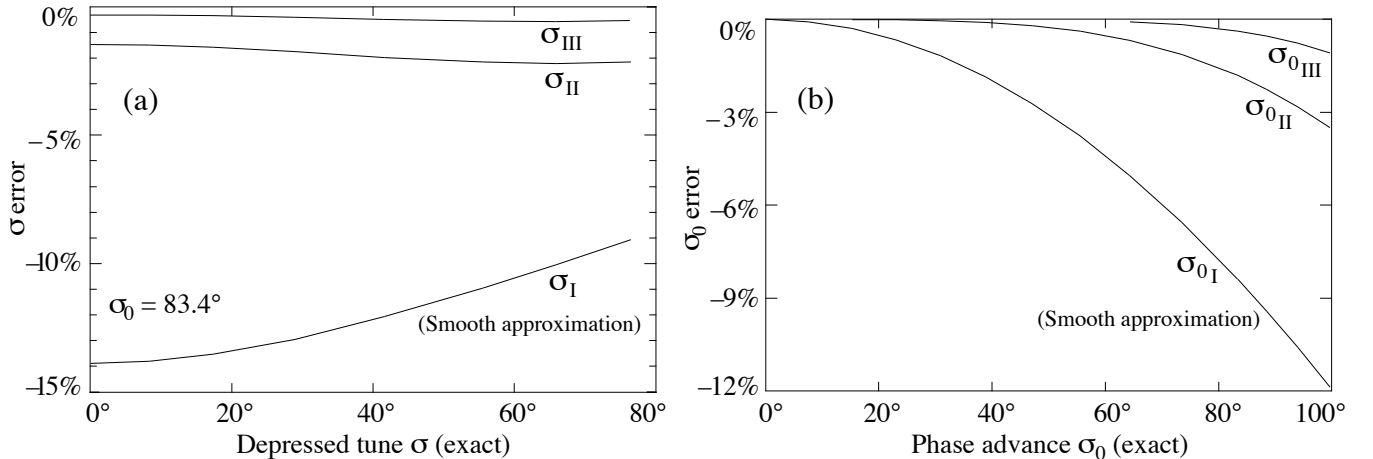 0%
σIII
σII
(a)
–5%
σ error
–10%
σI
σ0 = 83.4°
(Smooth approximation)
–15%
0° 20° 40° 60° 80°
Depressed tune σ (exact)
0%
σ0III
(b)
σ0II
–3%
σ0 error
–6%
σ0I
–9%
(Smooth approximation)
–12%
0° 20° 40° 60° 80° 100°
Phase advance σ0 (exact)